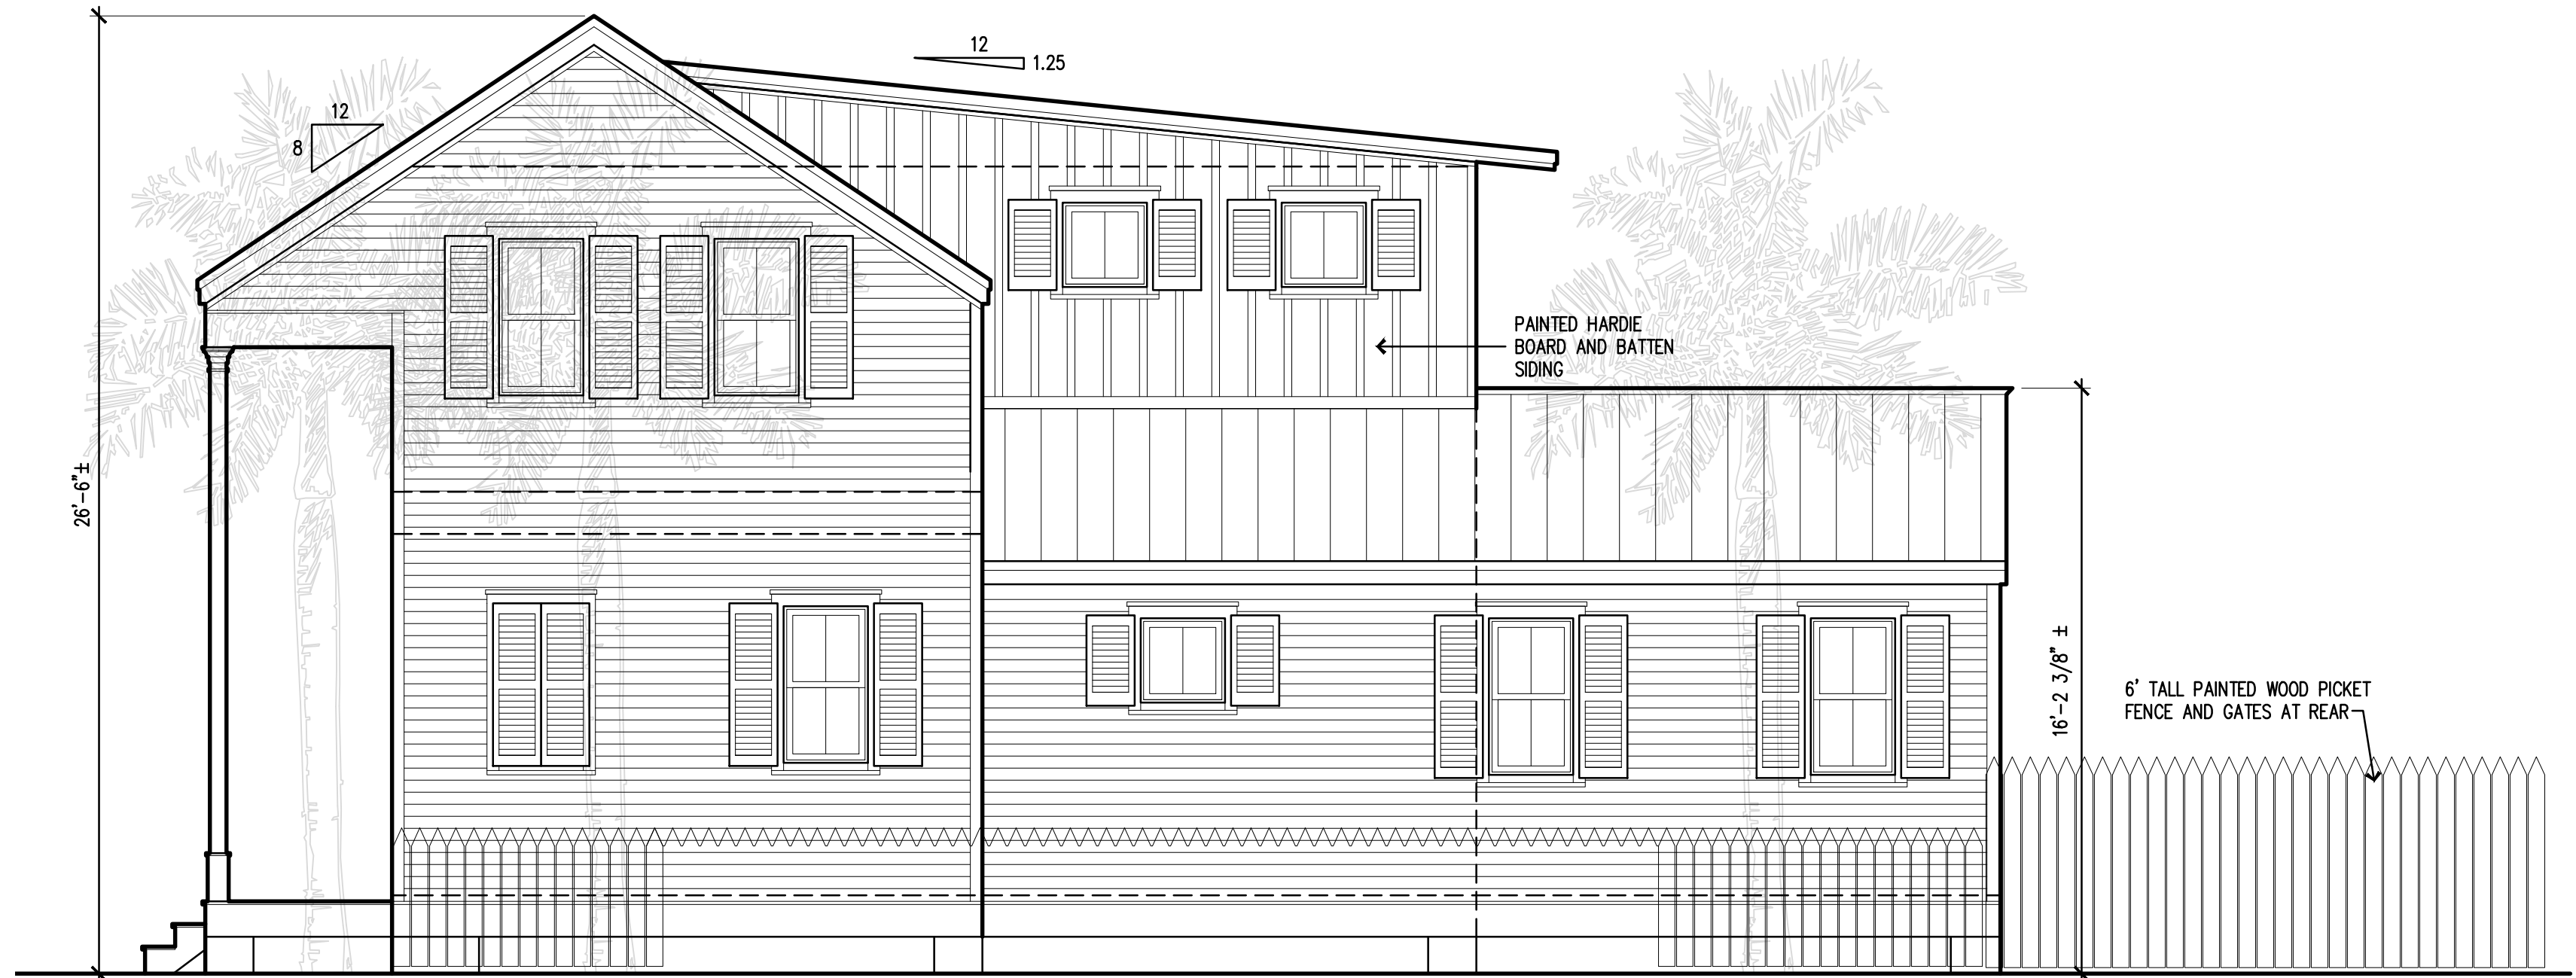 12
1.25
12
8
PAINTED HARDIE
BOARD AND BATTEN
SIDING
26'-6"±
16'-2 3/8" ±
6' TALL PAINTED WOOD PICKET
FENCE AND GATES AT REAR